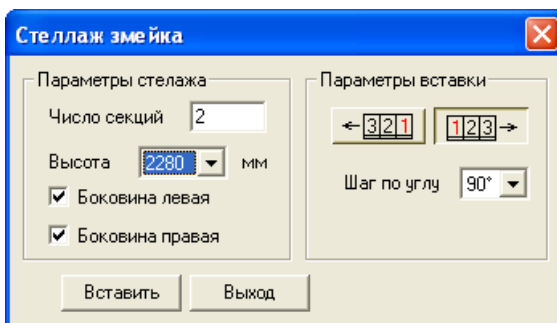 Стеллаж змейка
Параметры стелажа
Число секций 2
Высота 2280 мм
Боковина левая
Боковина правая
Параметры вставки
←321 123→
Шаг по углу 90°
Вставить Выход